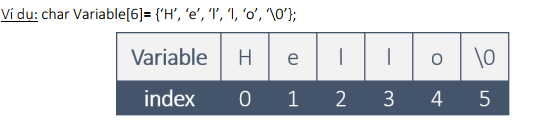 Ví dụ: char Variable[6]= {‘H’, ‘e’, ‘l’, ‘l, ‘o’, ‘\0’};
Variable H e l l o \0
index 0 1 2 3 4 5